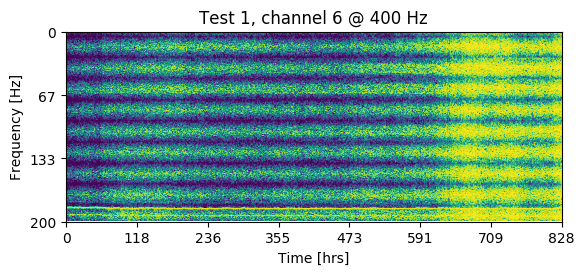 Test 1, channel 6 @ 400 Hz
0
67
133
200
Frequency [Hz]
0 118 236 355 473 591 709 828
Time [hrs]